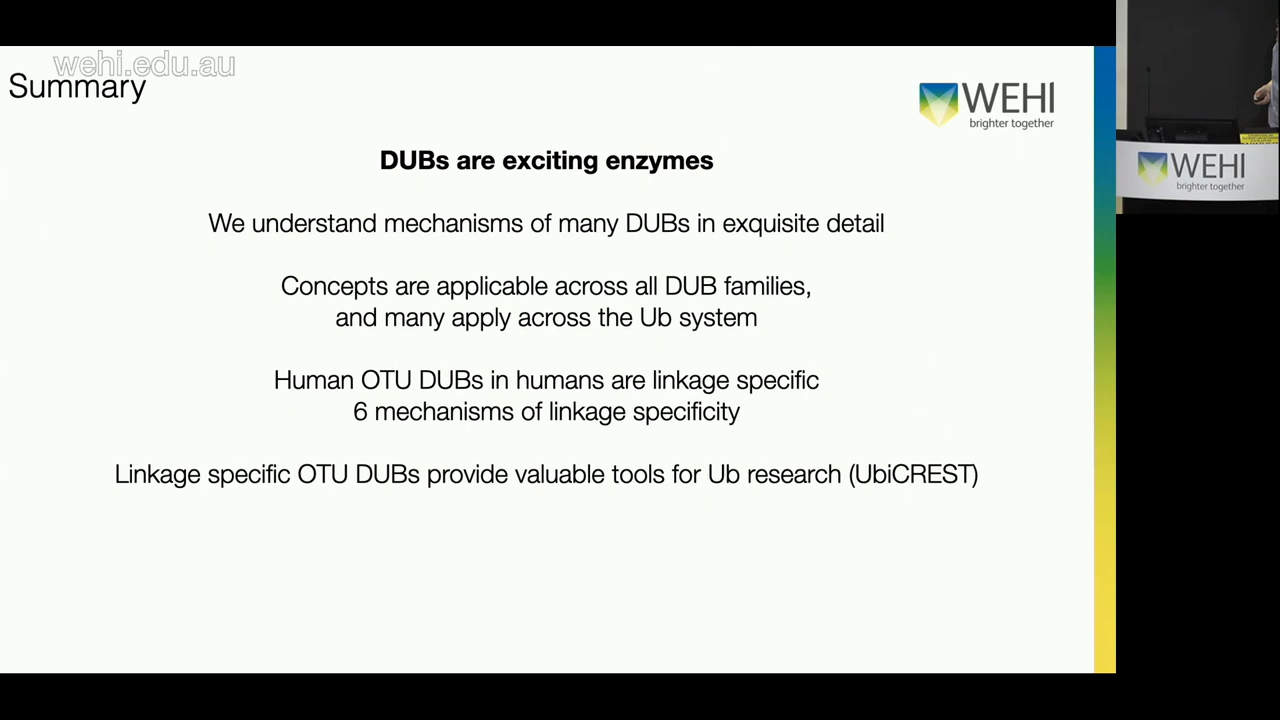 wehi.edu.au
Summary
WEHI
brighter together
DUBs are exciting enzymes
We understand mechanisms of many DUBs in exquisite detail
Concepts are applicable across all DUB families,
and many apply across the Ub system
Human OTU DUBs in humans are linkage specific
6 mechanisms of linkage specificity
Linkage specific OTU DUBs provide valuable tools for Ub research (UbiCREST)
WEHI
brighter together